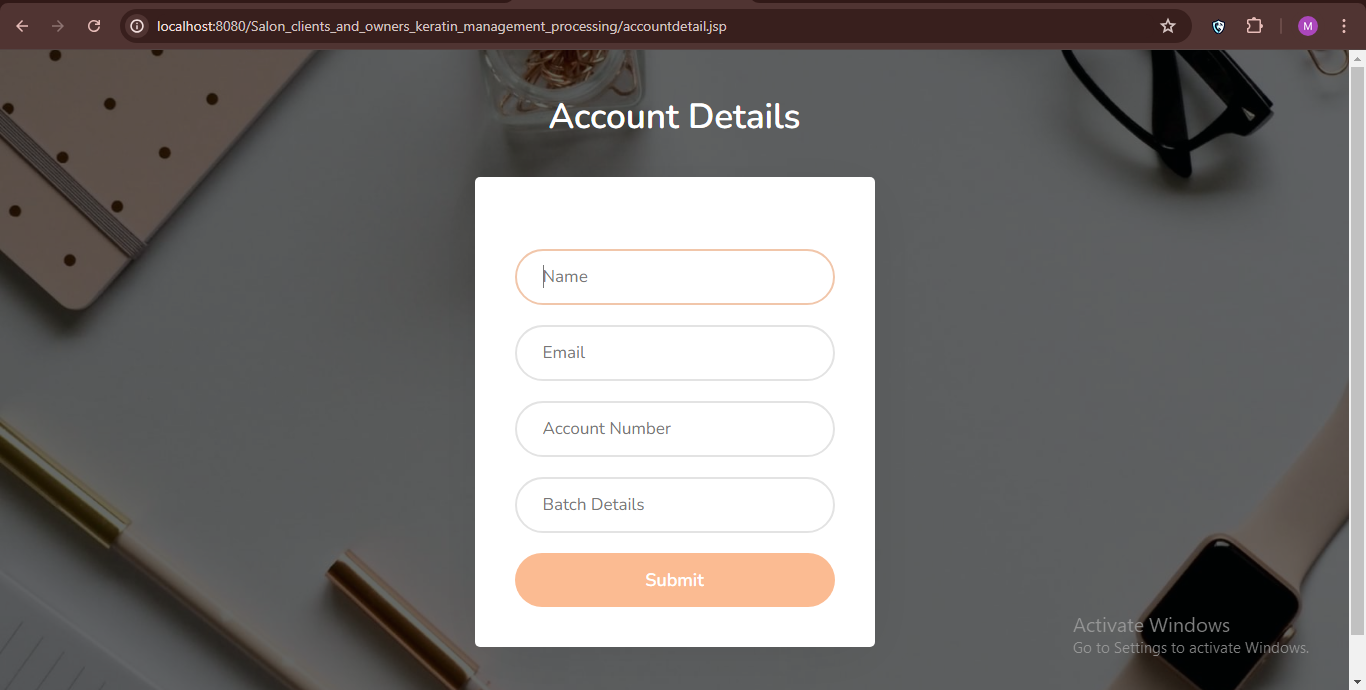 localhost:8080/Salon_clients_and_owners_keratin_management_processing/accountdetail.jsp
M
Account Details
Name
Email
Account Number
Batch Details
Submit
Activate Windows
Go to Settings to activate Windows.